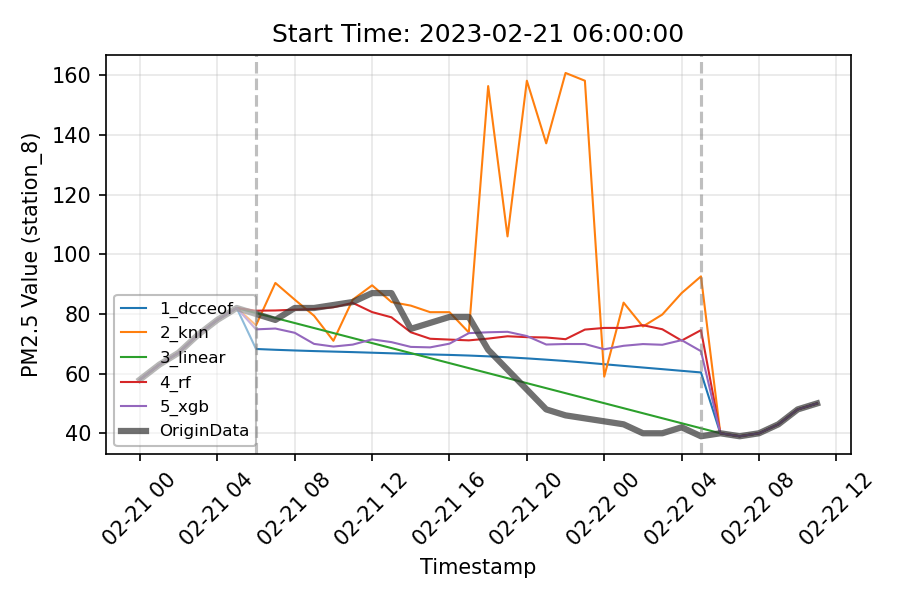 Start Time: 2023-02-21 06:00:00
PM2.5 Value (station_8)
160
140
120
100
80
60
40
1_dcceof
2_knn
3_linear
4_rf
5_xgb
OriginData
02-21 00
02-21 04
02-21 08
02-21 12
02-21 16
02-21 20
02-22 00
02-22 04
02-22 08
02-22 12
Timestamp